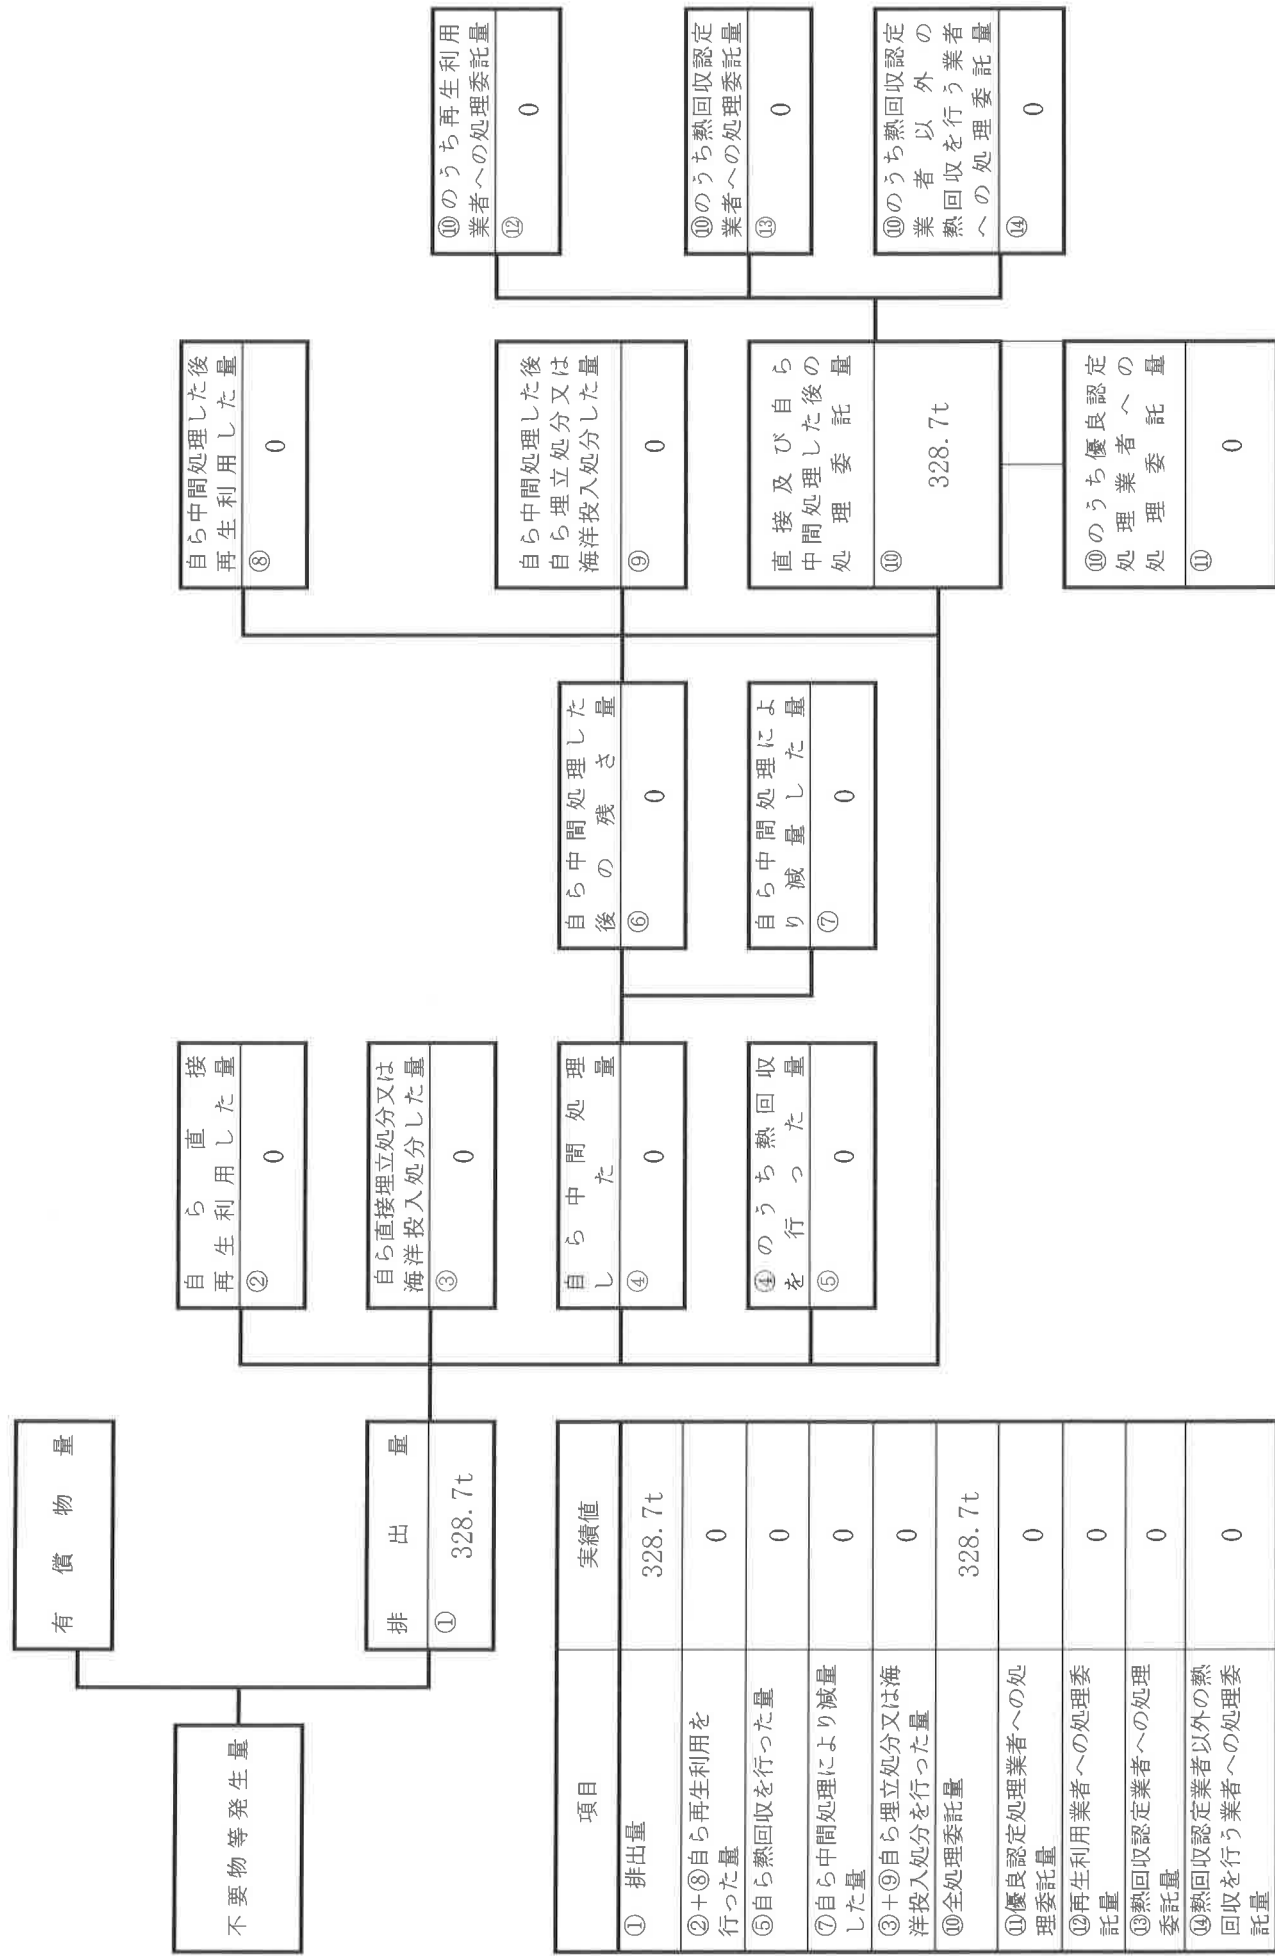 不要物等発生量
有償物量
排出量
①
328.7t
自ら直接
再生利用した量
②
0
自ら直接埋立処分又は
海洋投入処分した量
③
0
自ら中間処理
した量
④
0
④のうち熱回収
を行った量
⑤
0
自ら中間処理した
後の残さ量
⑥
0
自ら中間処理によ
り減量した量
⑦
0
自ら中間処理した後
再生利用した量
⑧
0
自ら中間処理した後
自ら埋立処分又は
海洋投入処分した量
⑨
0
直接及び自ら
中間処理した後の
処理委託量
⑩
328.7t
⑩のうち優良認定
処理業者への
処理委託量
⑪
0
⑩のうち再生利用
業者への処理委託量
⑫
0
⑩のうち熱回収認定
業者への処理委託量
⑬
0
⑩のうち熱回収認定
業者以外の
熱回収を行う業者
への処理委託量
⑭
0
項目 実績値
① 排出量 328.7t
②+⑧自ら再生利用を
行った量 0
⑤自ら熱回収を行った量 0
⑦自ら中間処理により減量
した量 0
③+⑨自ら埋立処分又は海
洋投入処分を行った量 0
⑩全処理委託量 328.7t
⑪優良認定処理業者への処
理委託量 0
⑫再生利用業者への処理委
託量 0
⑬熱回収認定業者への処理
委託量 0
⑭熱回収認定業者以外の熱
回収を行う業者への処理委
託量 0